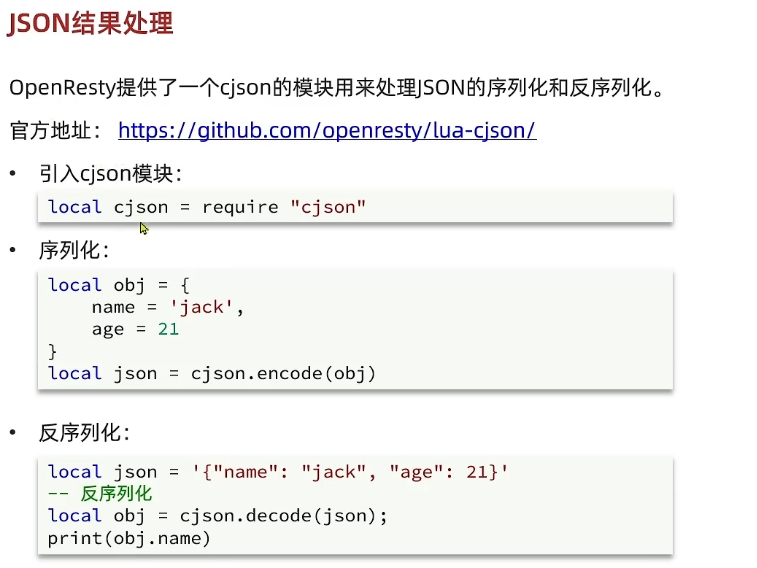 JSON结果处理
OpenResty提供了一个cjson的模块用来处理JSON的序列化和反序列化。
官方地址： https://github.com/openresty/lua-cjson/
• 引入cjson模块：
local cjson = require "cjson"
• 序列化：
local obj = {
    name = 'jack',
    age = 21
}
local json = cjson.encode(obj)
• 反序列化：
local json = '{"name": "jack", "age": 21}'
-- 反序列化
local obj = cjson.decode(json);
print(obj.name)